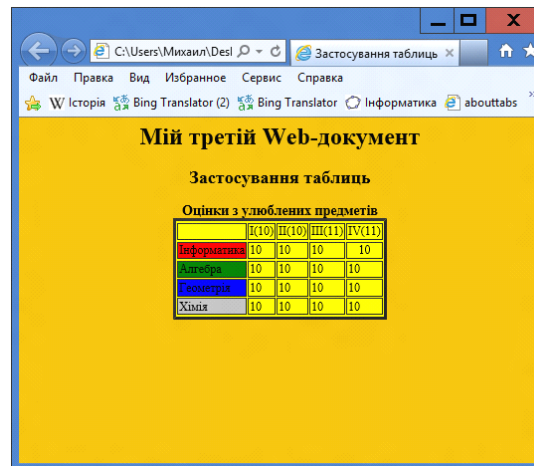 C:\Users\Михаил\Desl
Застосування таблиць
Файл Правка Вид Избранное Сервис Справка
W Історія Bing Translator (2) Bing Translator Інформатика abouttabs
Мій третій Web-документ
Застосування таблиць
Оцінки з улюблених предметів
I(10) II(10) III(11) IV(11)
Інформатика 10 10 10 10
Алгебра 10 10 10 10
Геометрія 10 10 10 10
Хімія 10 10 10 10